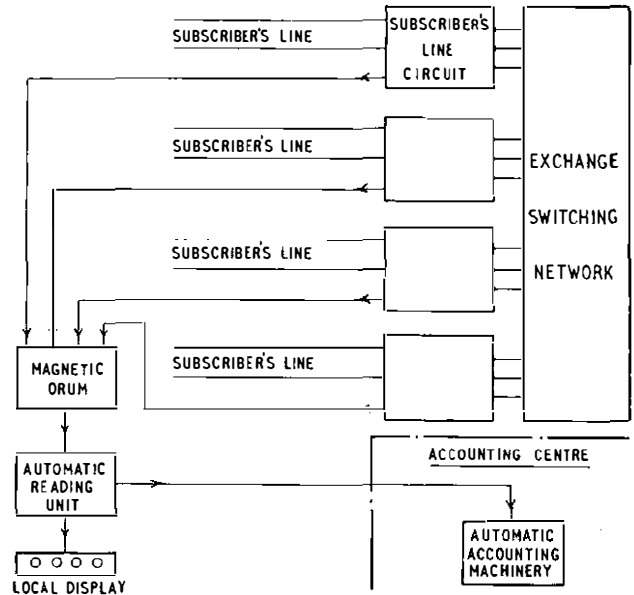 SUBSCRIBER'S LINE
SUBSCRIBER'S
LINE
CIRCUIT
SUBSCRIBER'S LINE
EXCHANGE
SWITCHING
NETWORK
SUBSCRIBER'S LINE
SUBSCRIBER'S LINE
MAGNETIC
DRUM
ACCOUNTING CENTRE
AUTOMATIC
READING
UNIT
AUTOMATIC
ACCOUNTING
MACHINERY
LOCAL DISPLAY